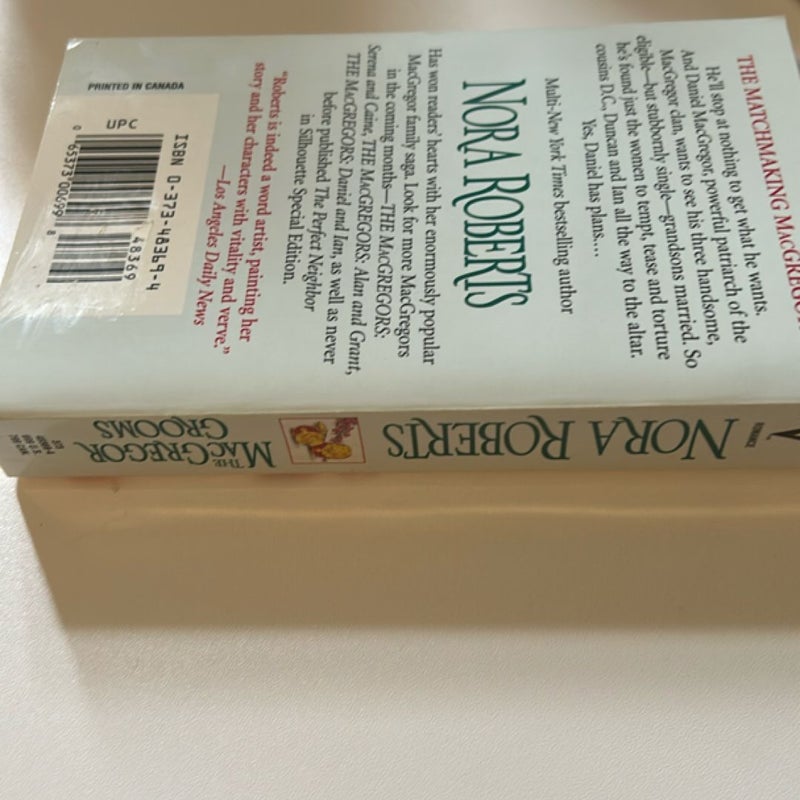 THE MATCHMAKING MACGREGOR
He'll stop at nothing to get what he wants.
And Daniel MacGregor, powerful patriarch of the
MacGregor clan, wants to see his three handsome,
eligible—but stubbornly single—grandsons married. So
he's found just the women to tempt, tease and torture
cousins D.C., Duncan and Ian all the way to the altar.
Yes, Daniel has plans....
Multi-New York Times bestselling author
NORA ROBERTS
Has won readers' hearts with her enormously popular
MacGregor family saga. Look for more MacGregors
in the coming months—THE MACGREGORS:
Serena and Caine, THE MACGREGORS: Alan and Grant,
THE MACGREGORS: Daniel and Ian, as well as never
before published The Perfect Neighbor
in Silhouette Special Edition.
"Roberts is indeed a word artist, painting her
story and her characters with vitality and verve."
—Los Angeles Daily News
PRINTED IN CANADA
UPC
ISBN 0-373-48369-4
48369
0 65373 00699 8
NORA ROBERTS
THE MACGREGOR
GROOMS